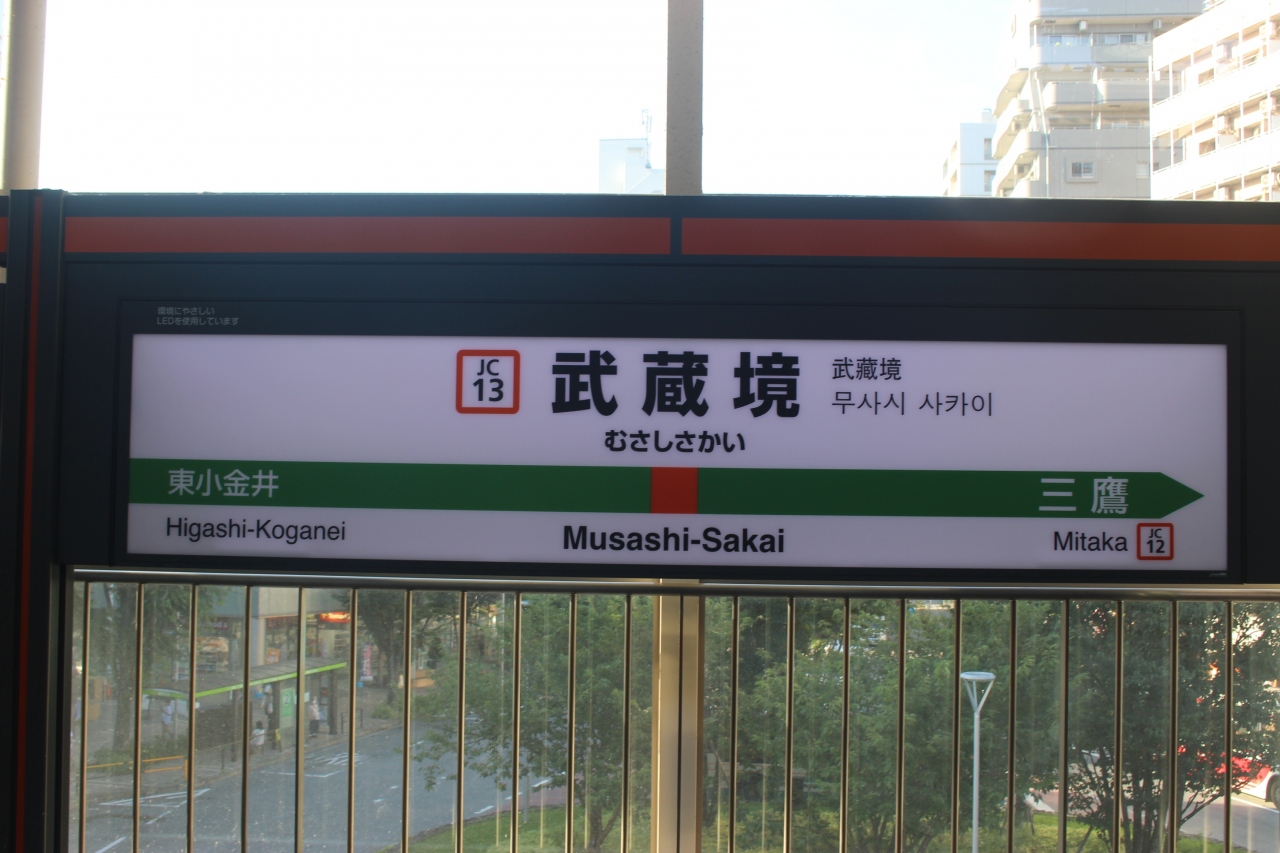 環境にやさしい
LEDを使用しています
JC
13
武蔵境
武藏境
무사시 사카이
むさしさかい
東小金井
三鷹
Higashi-Koganei
Musashi-Sakai
Mitaka
JC
12